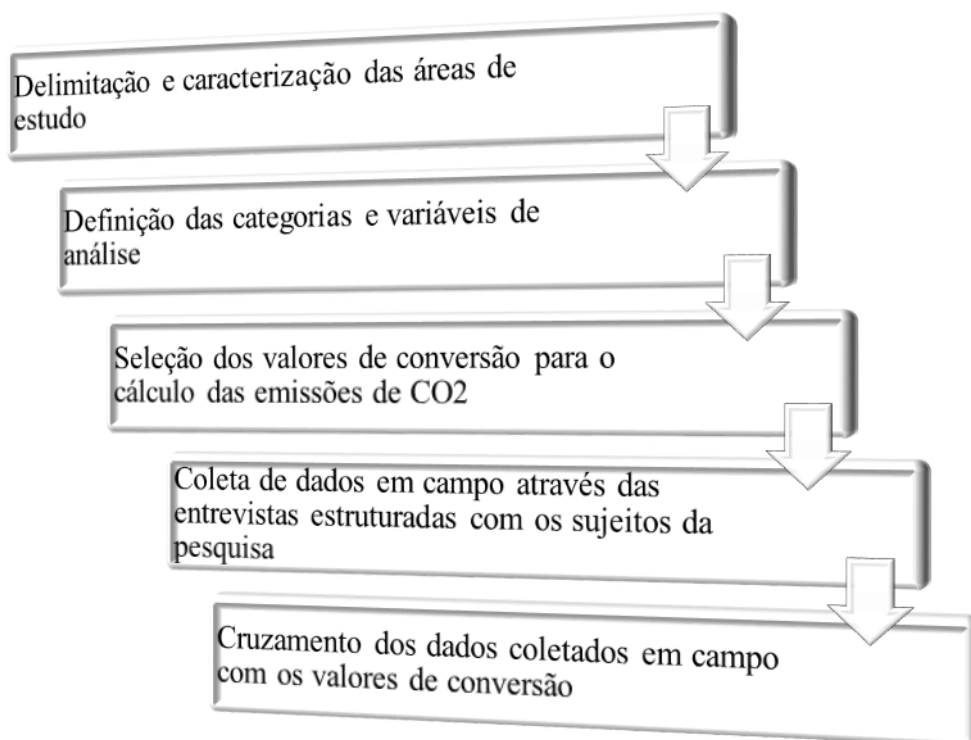 Delimitação e caracterização das áreas de
estudo
Definição das categorias e variáveis de
análise
Seleção dos valores de conversão para o
cálculo das emissões de CO2
Coleta de dados em campo através das
entrevistas estruturadas com os sujeitos da
pesquisa
Cruzamento dos dados coletados em campo
com os valores de conversão